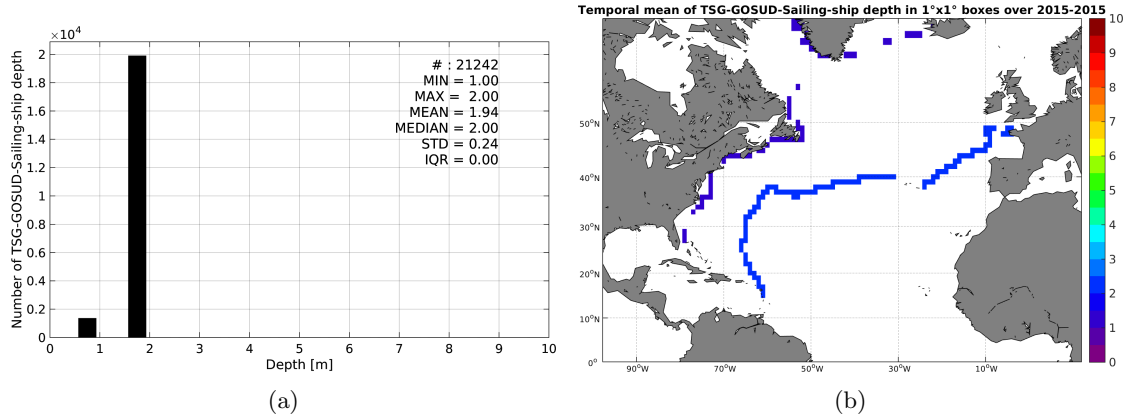 ×10⁴
Number of TSG-GOSUD-Sailing-ship depth
2
1.8
1.6
1.4
1.2
1
0.8
0.6
0.4
0.2
0
# : 21242
MIN = 1.00
MAX = 2.00
MEAN = 1.94
MEDIAN = 2.00
STD = 0.24
IQR = 0.00
0 1 2 3 4 5 6 7 8 9 10
Depth [m]
(a)
Temporal mean of TSG-GOSUD-Sailing-ship depth in 1°x1° boxes over 2015-2015
50°N
40°N
30°N
20°N
10°N
0°
90°W 70°W 50°W 30°W 10°W
10
9
8
7
6
5
4
3
2
1
0
(b)